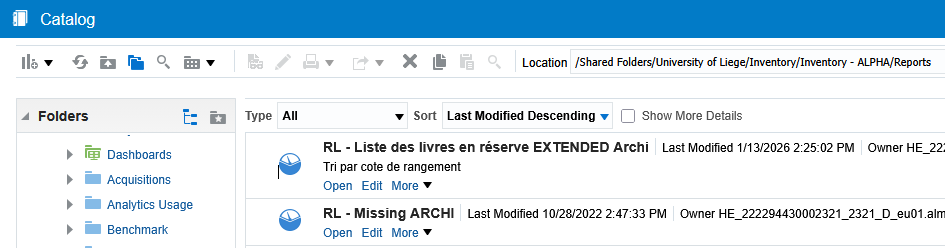 Catalog
Location /Shared Folders/University of Liege/Inventory/Inventory - ALPHA/Reports
Folders
Type All Sort Last Modified Descending Show More Details
Dashboards
Acquisitions
Analytics Usage
Benchmark
RL - Liste des livres en réserve EXTENDED Archi Last Modified 1/13/2026 2:25:02 PM Owner HE_222
Tri par cote de rangement
Open Edit More
RL - Missing ARCHI Last Modified 10/28/2022 2:47:33 PM Owner HE_222294430002321_2321_D_eu01.alm
Open Edit More